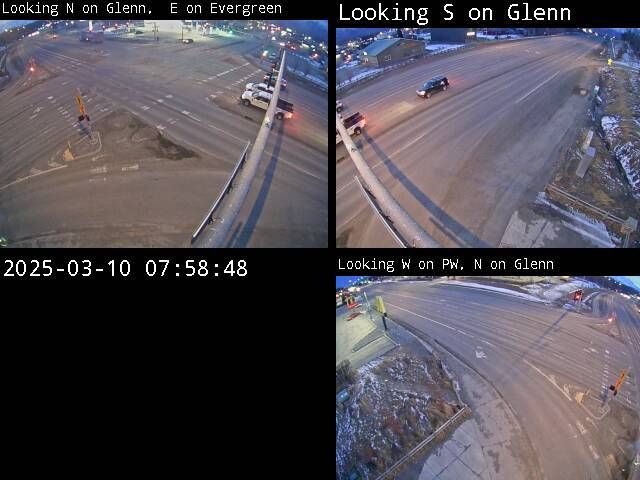 Looking N on Glenn,  E on Evergreen
Looking S on Glenn
2025-03-10 07:58:48
Looking W on PW, N on Glenn